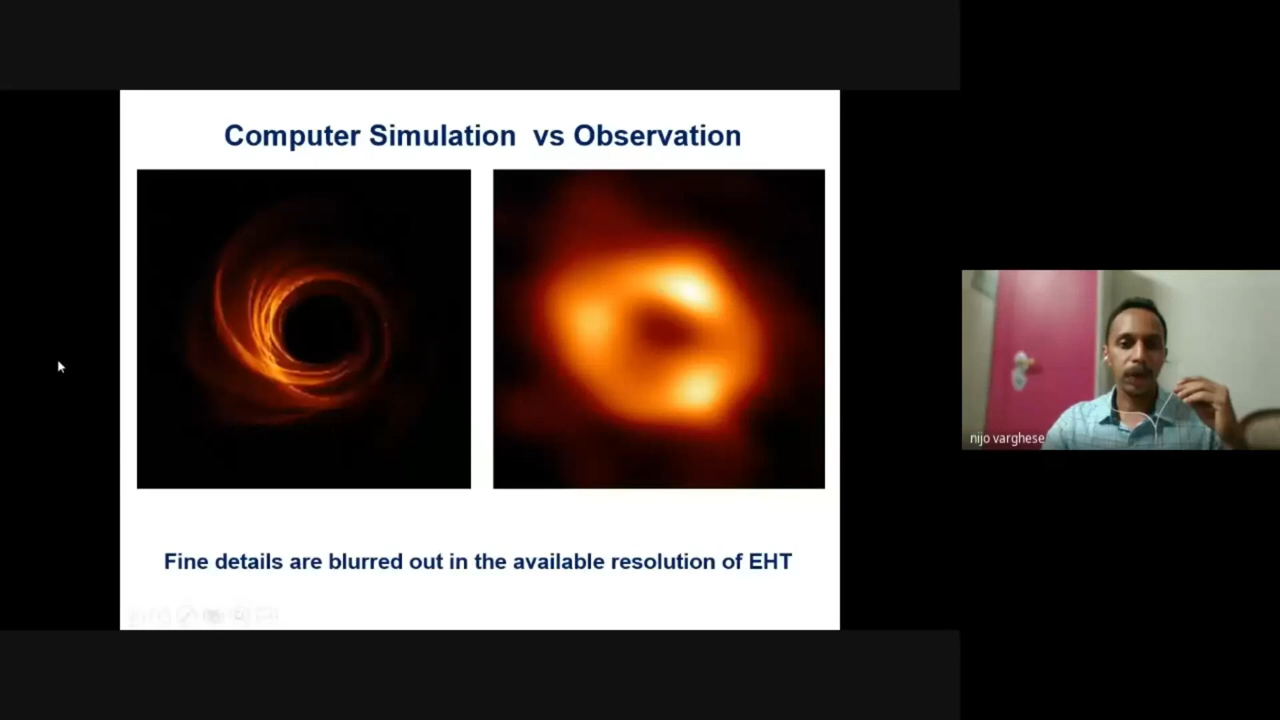 Computer Simulation vs Observation
Fine details are blurred out in the available resolution of EHT
nijo varghese